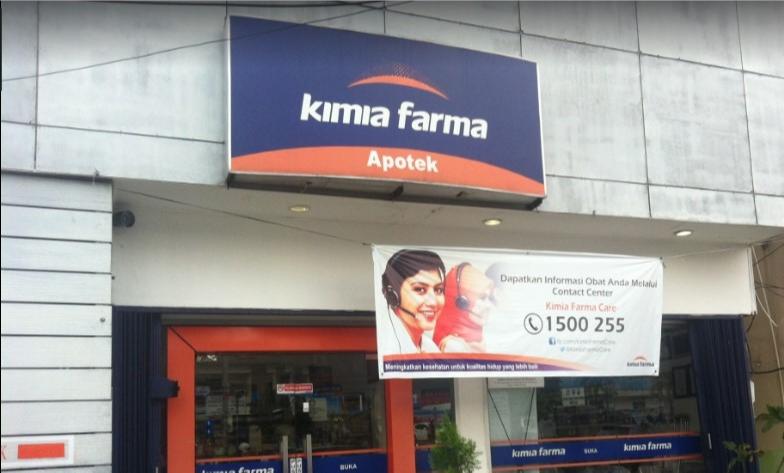 kimia farma
Apotek
Dapatkan Informasi Obat Anda Melalui
Contact Center
Kimia Farma Care
1500 255
Meningkatkan kesehatan untuk kualitas hidup yang lebih baik
kimia farma
kimia farma BUKA
kimia farma BUKA kimia farma